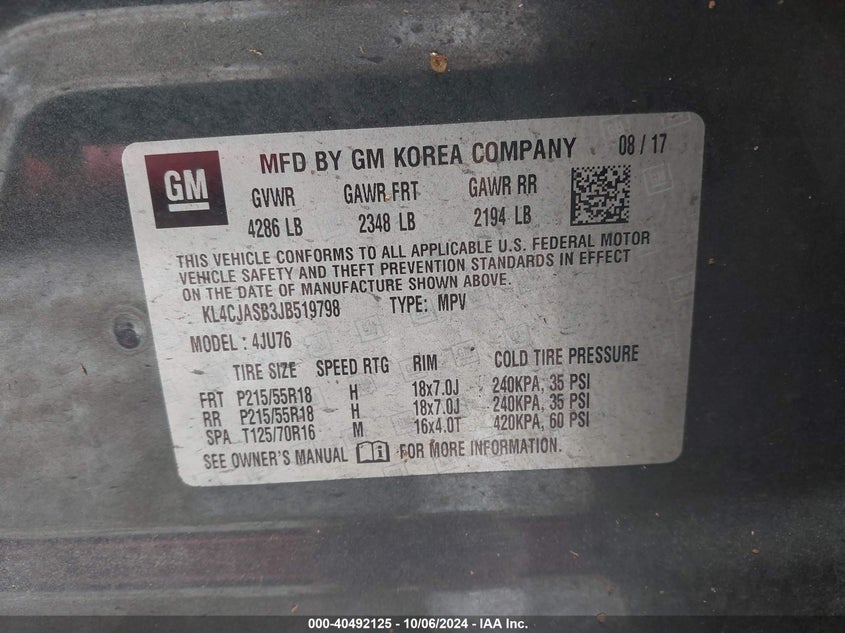 GM
MFD BY GM KOREA COMPANY 08 / 17
GVWR GAWR FRT GAWR RR
4286 LB 2348 LB 2194 LB
THIS VEHICLE CONFORMS TO ALL APPLICABLE U.S. FEDERAL MOTOR
VEHICLE SAFETY AND THEFT PREVENTION STANDARDS IN EFFECT
ON THE DATE OF MANUFACTURE SHOWN ABOVE.
KL4CJASB3JB519798 TYPE: MPV
MODEL : 4JU76
TIRE SIZE SPEED RTG RIM COLD TIRE PRESSURE
FRT P215/55R18 H 18x7.0J 240KPA, 35 PSI
RR P215/55R18 H 18x7.0J 240KPA, 35 PSI
SPA T125/70R16 M 16x4.0T 420KPA, 60 PSI
SEE OWNER'S MANUAL FOR MORE INFORMATION.
000-40492125 - 10/06/2024 - IAA Inc.